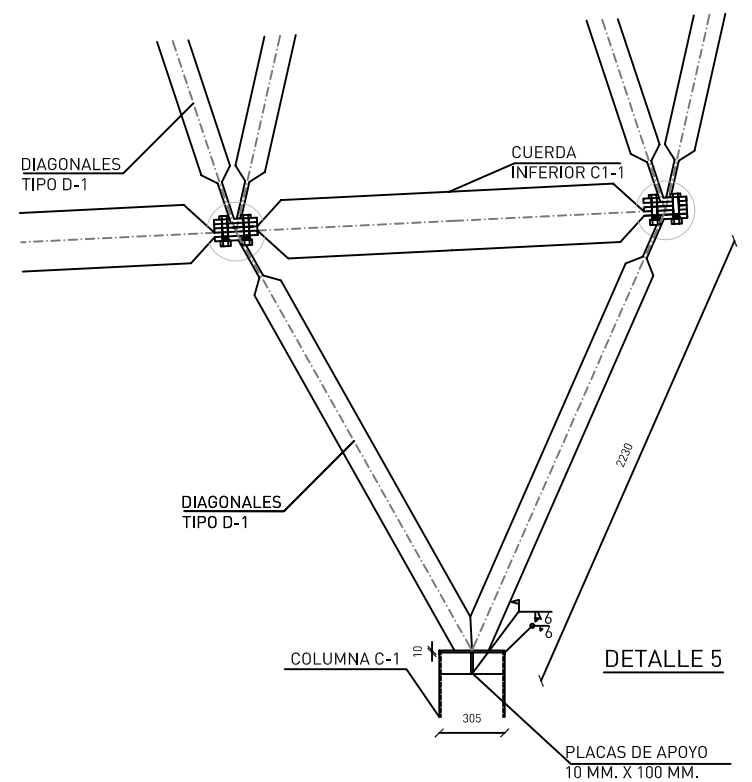 DIAGONALES
TIPO D-1
CUERDA
INFERIOR C1-1
2230
DIAGONALES
TIPO D-1
6
6
10
COLUMNA C-1
DETALLE 5
305
PLACAS DE APOYO
10 MM. X 100 MM.